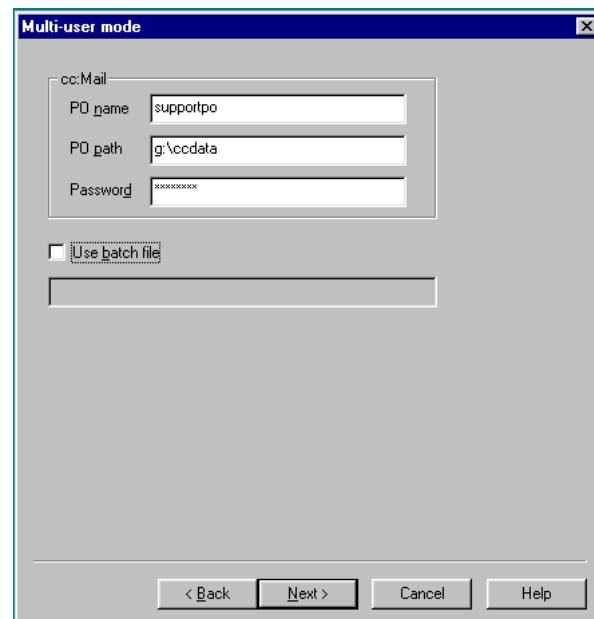 Multi-user mode
cc:Mail
PO name supportpo
PO path g:\ccdata
Password ********
Use batch file
< Back Next > Cancel Help